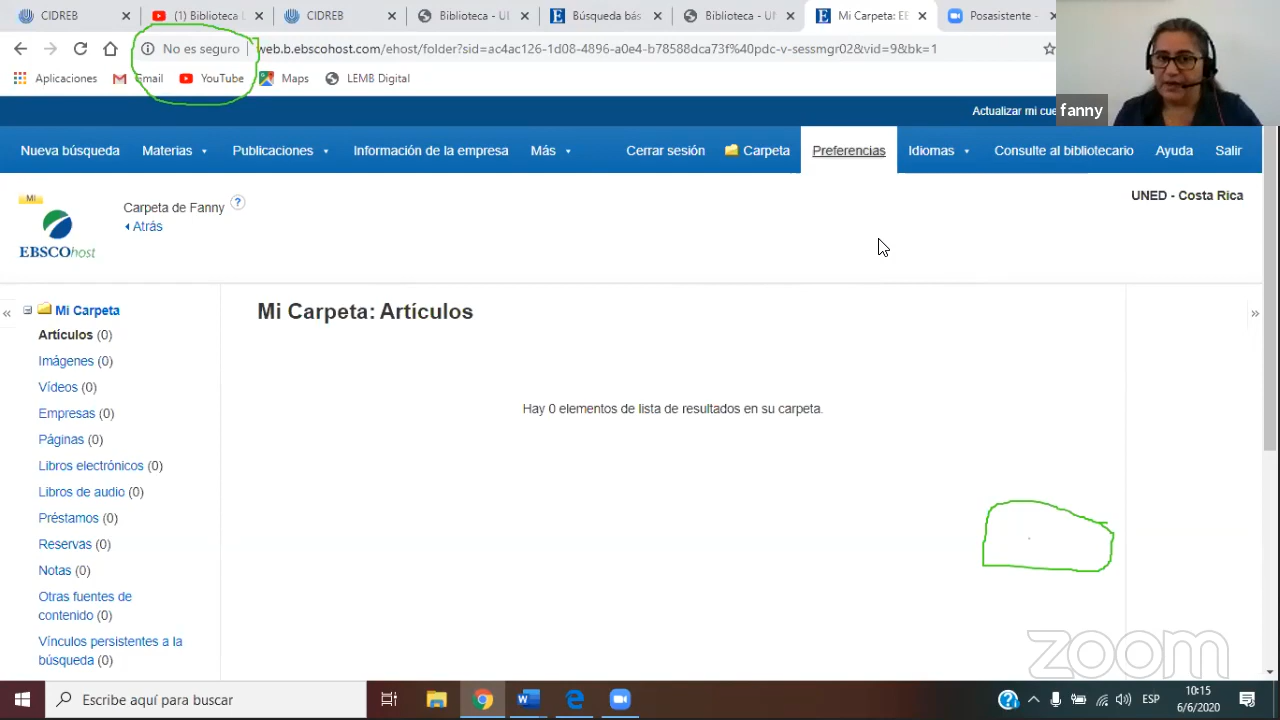 CIDREB
(1) Biblioteca
CIDREB
Biblioteca - U
Búsqueda bás
Biblioteca - U
Mi Carpeta: E
Posasistente -
No es seguro
web.b.ebscohost.com/ehost/folder?sid=ac4ac126-1d08-4896-a0e4-b78588dca73f%40pdc-v-sessmgr02&vid=9&bk=1
Aplicaciones
Gmail
YouTube
Maps
LEMB Digital
fanny
Actualizar mi cue
Nueva búsqueda
Materias
Publicaciones
Información de la empresa
Más
Cerrar sesión
Carpeta
Preferencias
Idiomas
Consulte al bibliotecario
Ayuda
Salir
MI
EBSCOhost
Carpeta de Fanny ?
Atrás
UNED - Costa Rica
Mi Carpeta
Artículos (0)
Imágenes (0)
Vídeos (0)
Empresas (0)
Páginas (0)
Libros electrónicos (0)
Libros de audio (0)
Préstamos (0)
Reservas (0)
Notas (0)
Otras fuentes de
contenido (0)
Vínculos persistentes a la
búsqueda (0)
Mi Carpeta: Artículos
Hay 0 elementos de lista de resultados en su carpeta.
zoom
Escribe aquí para buscar
ESP
10:15
6/6/2020